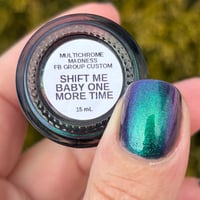 MULTICHROME
MADNESS
FB GROUP CUSTOM
SHIFT ME
BABY ONE
MORE TIME
15 mL